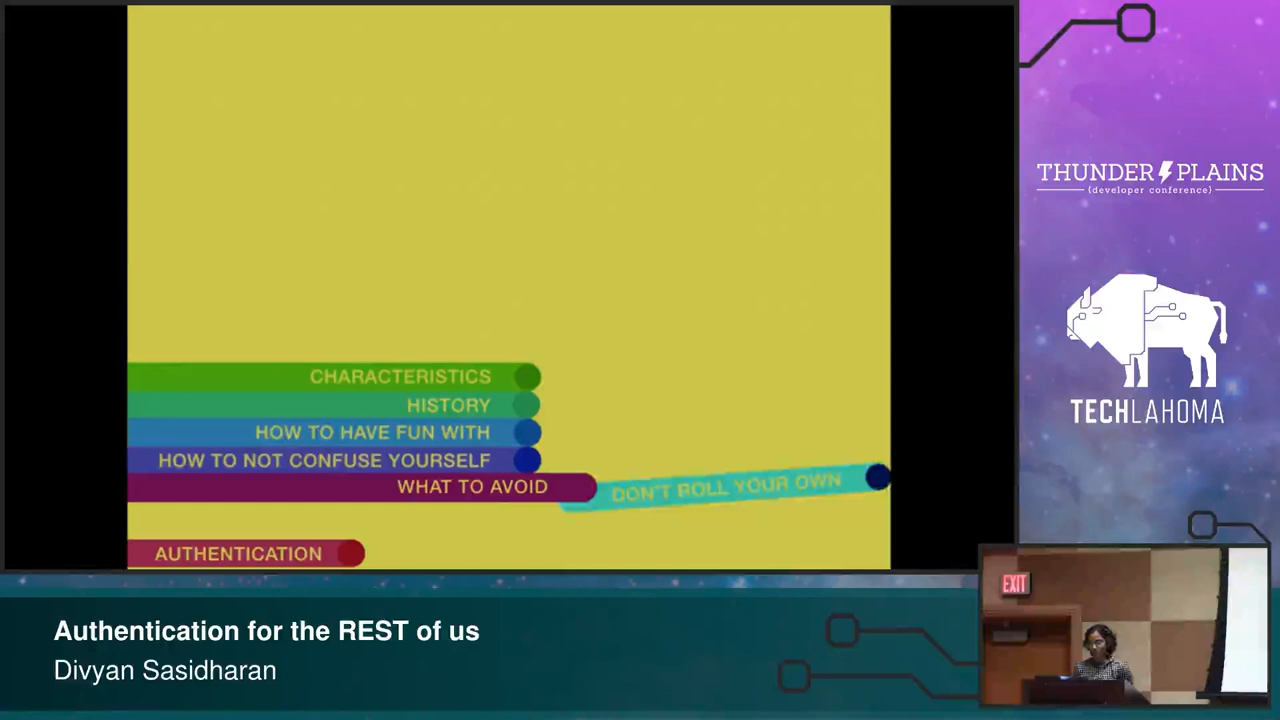 CHARACTERISTICS
HISTORY
HOW TO HAVE FUN WITH
HOW TO NOT CONFUSE YOURSELF
WHAT TO AVOID
DON'T ROLL YOUR OWN
AUTHENTICATION
THUNDER PLAINS
{developer conference}
TECHLAHOMA
EXIT
Authentication for the REST of us
Divyan Sasidharan